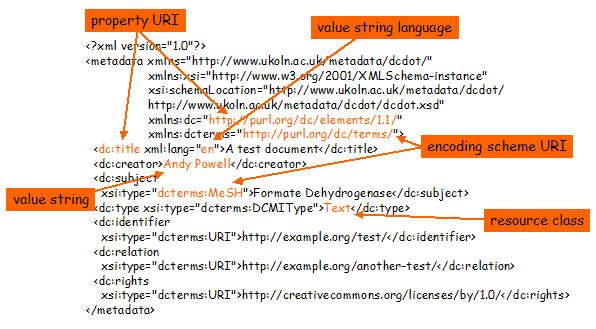 property URI
value string language
<?xml version="1.0"?>
<metadata xmlns="http://www.ukoln.ac.uk/metadata/dcdot/"
xmlns:xsi="http://www.w3.org/2001/XMLSchema-instance"
xsi:schemaLocation="http://www.ukoln.ac.uk/metadata/dcdot/
http://www.ukoln.ac.uk/metadata/dcdot/dcdot.xsd"
xmlns:dc="http://purl.org/dc/elements/1.1/"
xmlns:dcterms="http://purl.org/dc/terms/">
<dc:title xml:lang="en">A test document</dc:title>
encoding scheme URI
<dc:creator>Andy Powell</dc:creator>
<dc:subject
value string
xsi:type="dcterms:MeSH">Formate Dehydrogenase</dc:subject>
<dc:type xsi:type="dcterms:DCMIType">Text</dc:type>
resource class
<dc:identifier
xsi:type="dcterms:URI">http://example.org/test/</dc:identifier>
<dc:relation
xsi:type="dcterms:URI">http://example.org/another-test/</dc:relation>
<dc:rights
xsi:type="dcterms:URI">http://creativecommons.org/licenses/by/1.0/</dc:rights>
</metadata>